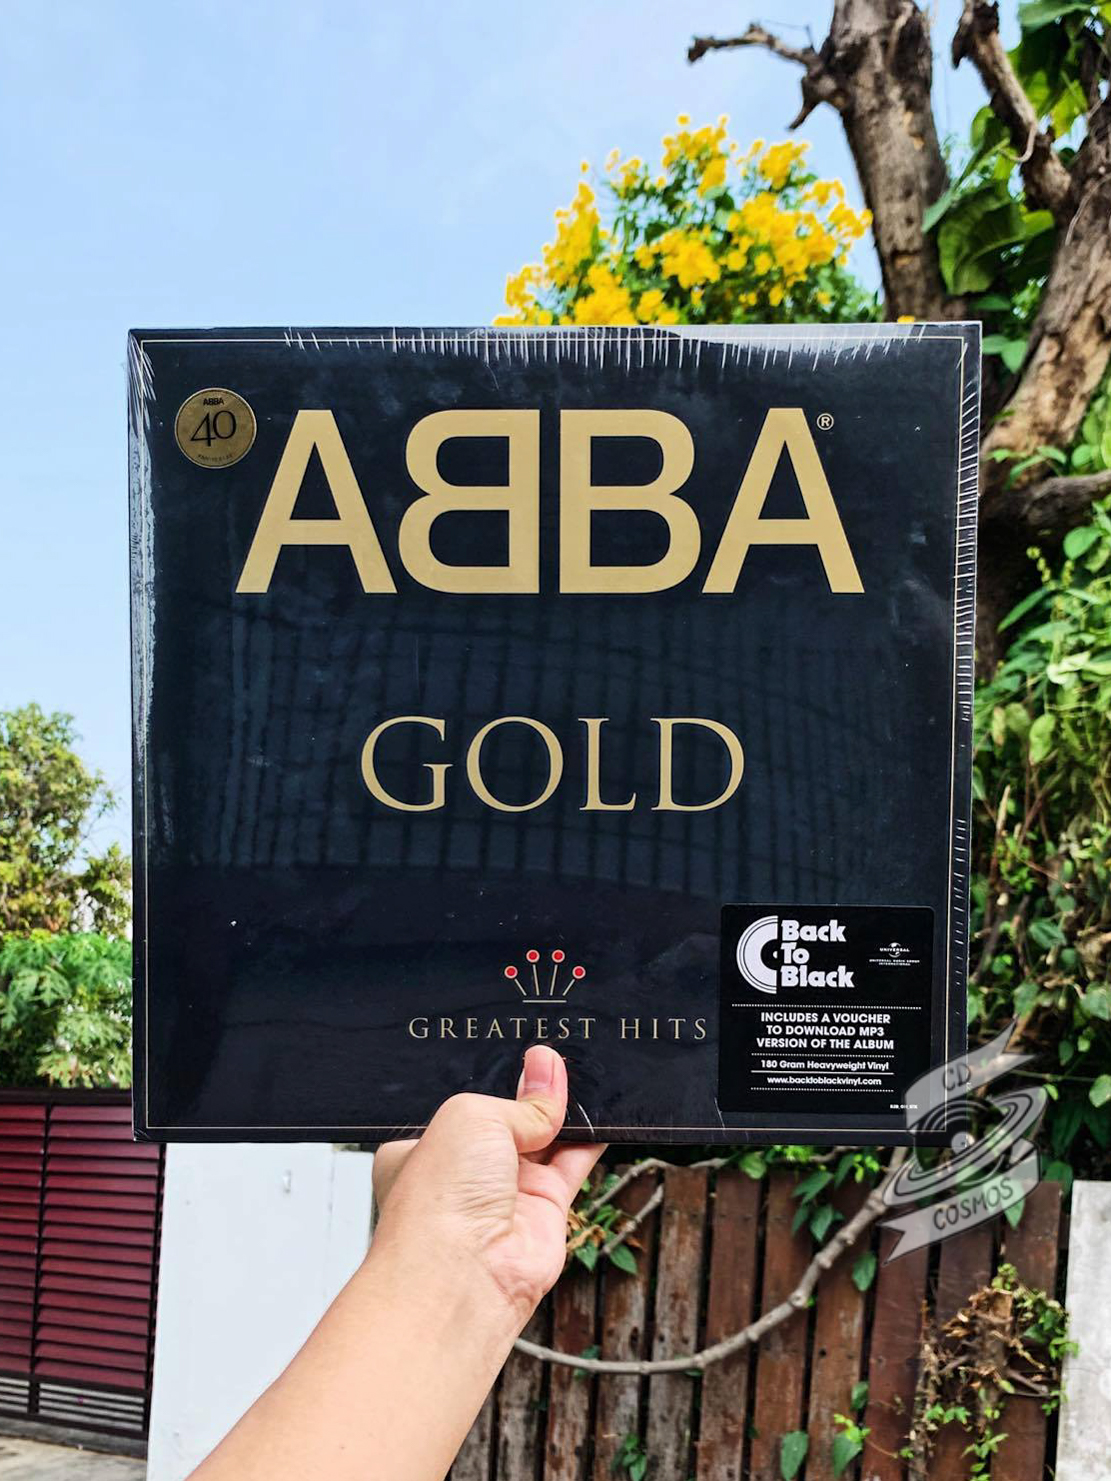 ABBA
40
ABBA®
GOLD
GREATEST HITS
Back
To
Black
UNIVERSAL
UNIVERSAL MUSIC GROUP
INTERNATIONAL
INCLUDES A VOUCHER
TO DOWNLOAD MP3
VERSION OF THE ALBUM
180 Gram Heavyweight Vinyl
www.backtoblackvinyl.com
CD
COSMOS